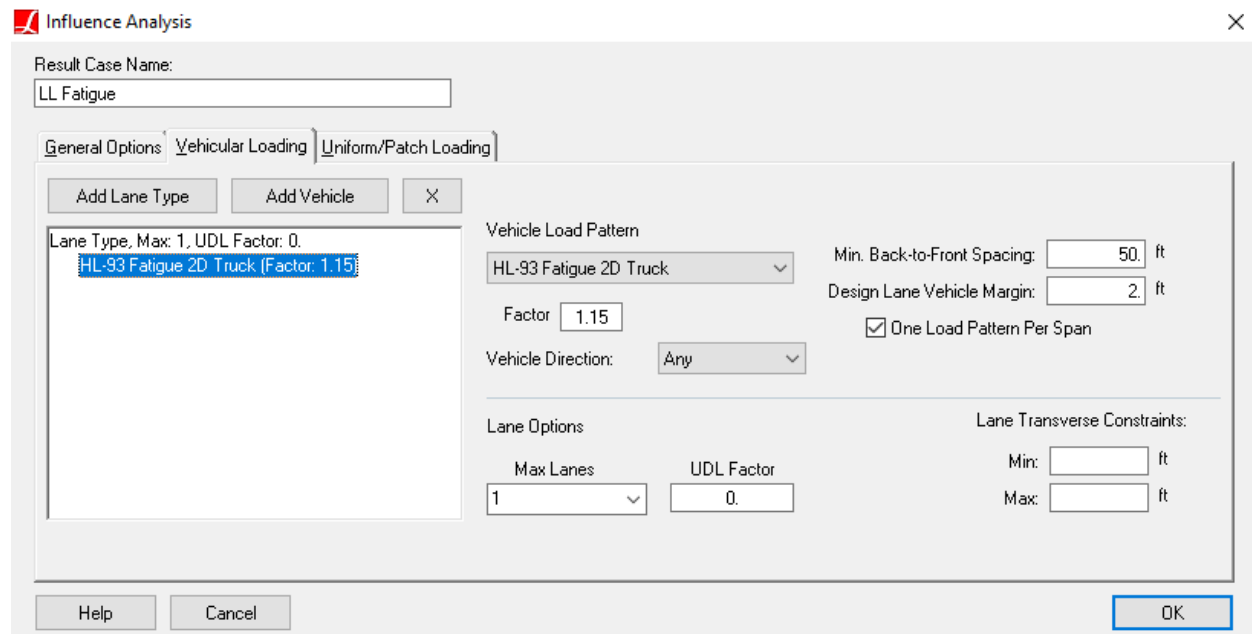 Influence Analysis
Result Case Name:
LL Fatigue
General Options
Vehicular Loading
Uniform/Patch Loading
Add Lane Type
Add Vehicle
X
Lane Type, Max: 1, UDL Factor: 0.
HL-93 Fatigue 2D Truck (Factor: 1.15)
Vehicle Load Pattern
HL-93 Fatigue 2D Truck
Factor 1.15
Vehicle Direction: Any
Min. Back-to-Front Spacing: 50. ft
Design Lane Vehicle Margin: 2. ft
One Load Pattern Per Span
Lane Options
Max Lanes
1
UDL Factor
0.
Lane Transverse Constraints:
Min: ft
Max: ft
Help
Cancel
OK